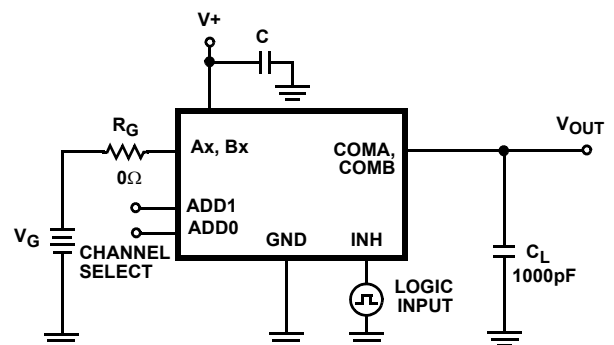 V+
C
RG
0Ω
Ax, Bx
COMA,
COMB
VOUT
ADD1
ADD0
VG
CHANNEL
SELECT
GND
INH
LOGIC
INPUT
CL
1000pF